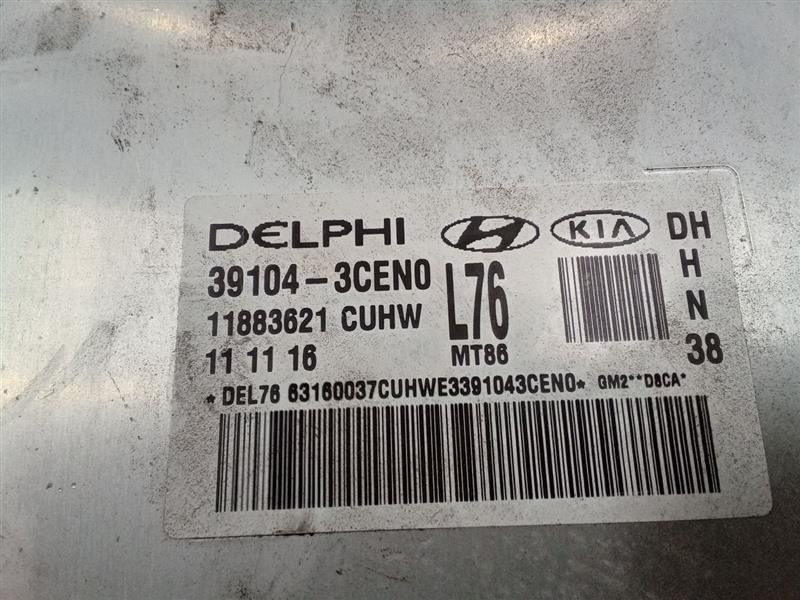 DELPHI KIA DH
39104-3CEN0 L76 H
11883621 CUHW N
11 11 16 MT86 38
*DEL76 63160037CUHWE3391043CEN0* GM2**D8CA*